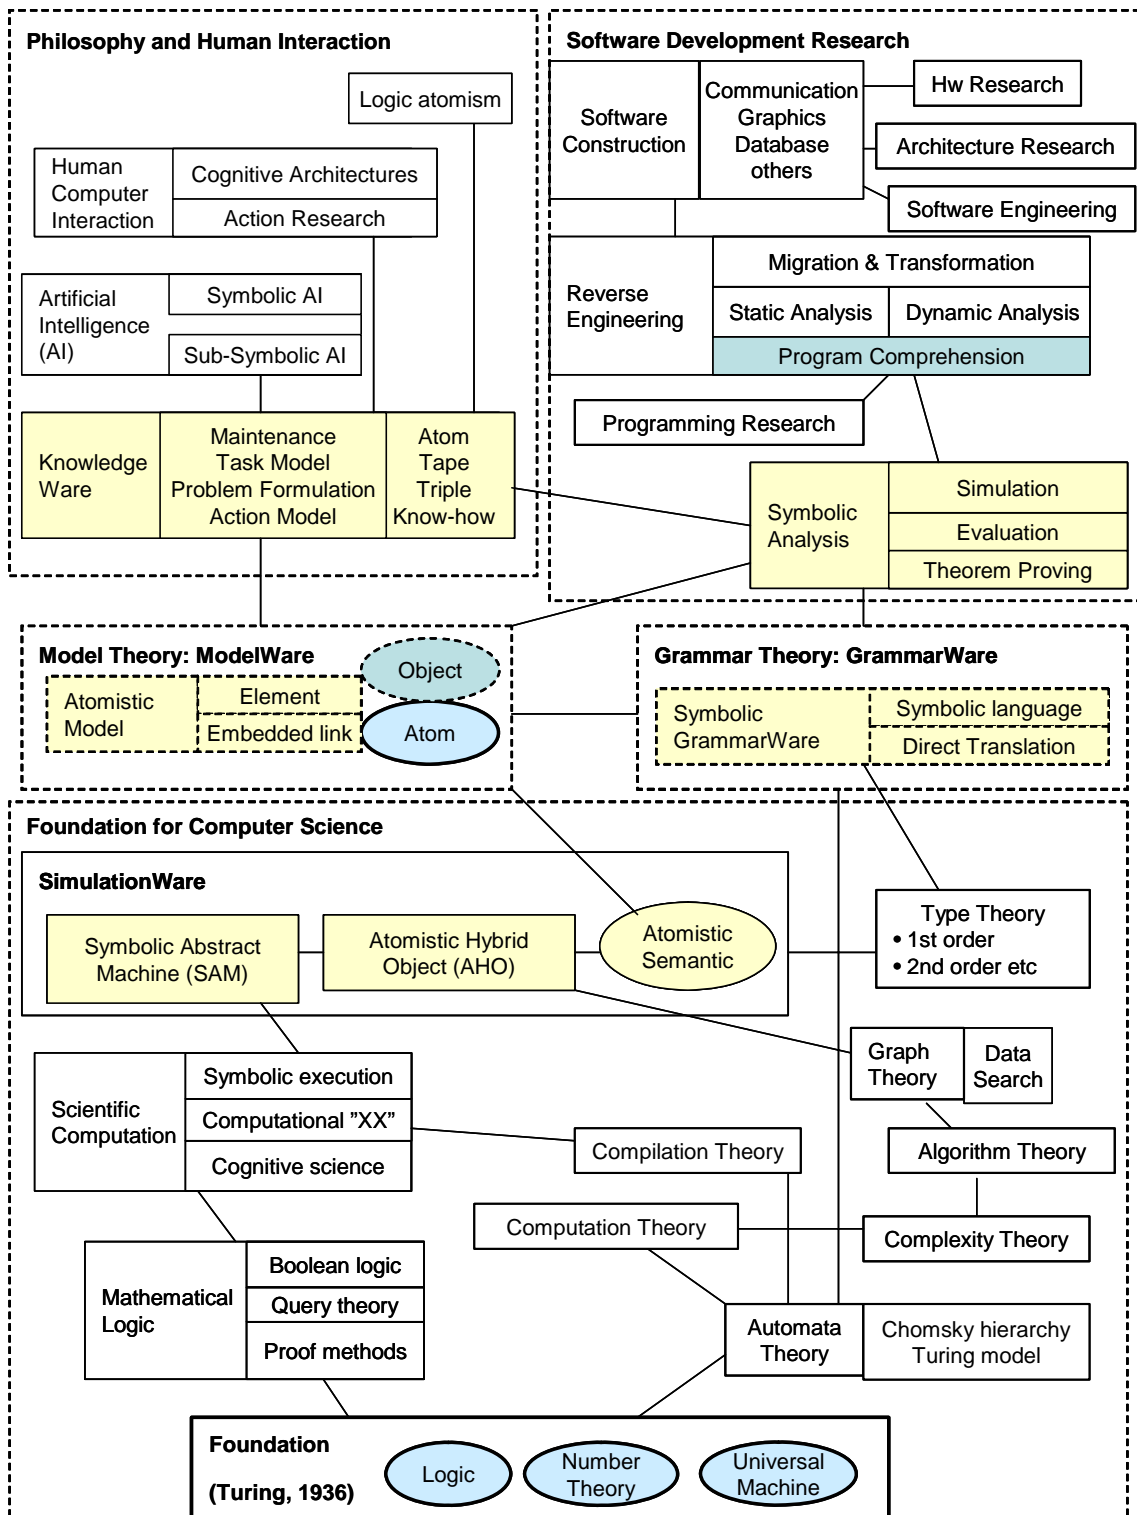 Philosophy and Human Interaction
Logic atomism
Human
Computer
Interaction
Cognitive Architectures
Action Research
Artificial
Intelligence
(AI)
Symbolic AI
Sub-Symbolic AI
Knowledge
Ware
Maintenance
Task Model
Problem Formulation
Action Model
Atom
Tape
Triple
Know-how
Software Development Research
Software
Construction
Communication
Graphics
Database
others
Hw Research
Architecture Research
Software Engineering
Reverse
Engineering
Migration & Transformation
Static Analysis
Dynamic Analysis
Program Comprehension
Programming Research
Symbolic
Analysis
Simulation
Evaluation
Theorem Proving
Model Theory: ModelWare
Atomistic
Model
Element
Embedded link
Object
Atom
Grammar Theory: GrammarWare
Symbolic
GrammarWare
Symbolic language
Direct Translation
Foundation for Computer Science
SimulationWare
Symbolic Abstract
Machine (SAM)
Atomistic Hybrid
Object (AHO)
Atomistic
Semantic
Type Theory
• 1st order
• 2nd order etc
Graph
Theory
Data
Search
Scientific
Computation
Symbolic execution
Computational ”XX”
Cognitive science
Compilation Theory
Algorithm Theory
Computation Theory
Complexity Theory
Mathematical
Logic
Boolean logic
Query theory
Proof methods
Automata
Theory
Chomsky hierarchy
Turing model
Foundation
(Turing, 1936)
Logic
Number
Theory
Universal
Machine